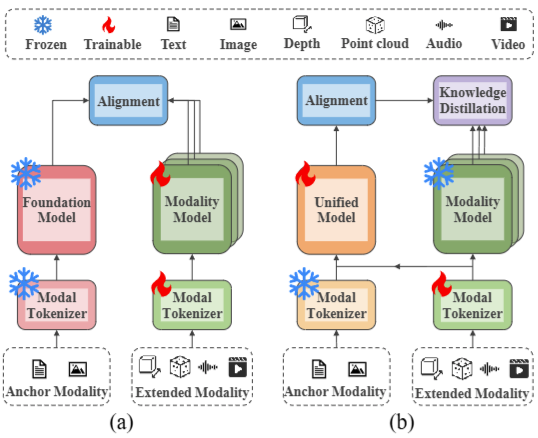 Frozen Trainable Text Image Depth Point cloud Audio Video
Alignment
Foundation
Model
Modality
Model
Modal
Tokenizer
Modal
Tokenizer
Anchor Modality
Extended Modality
(a)
Alignment
Knowledge
Distillation
Unified
Model
Modality
Model
Modal
Tokenizer
Modal
Tokenizer
Anchor Modality
Extended Modality
(b)